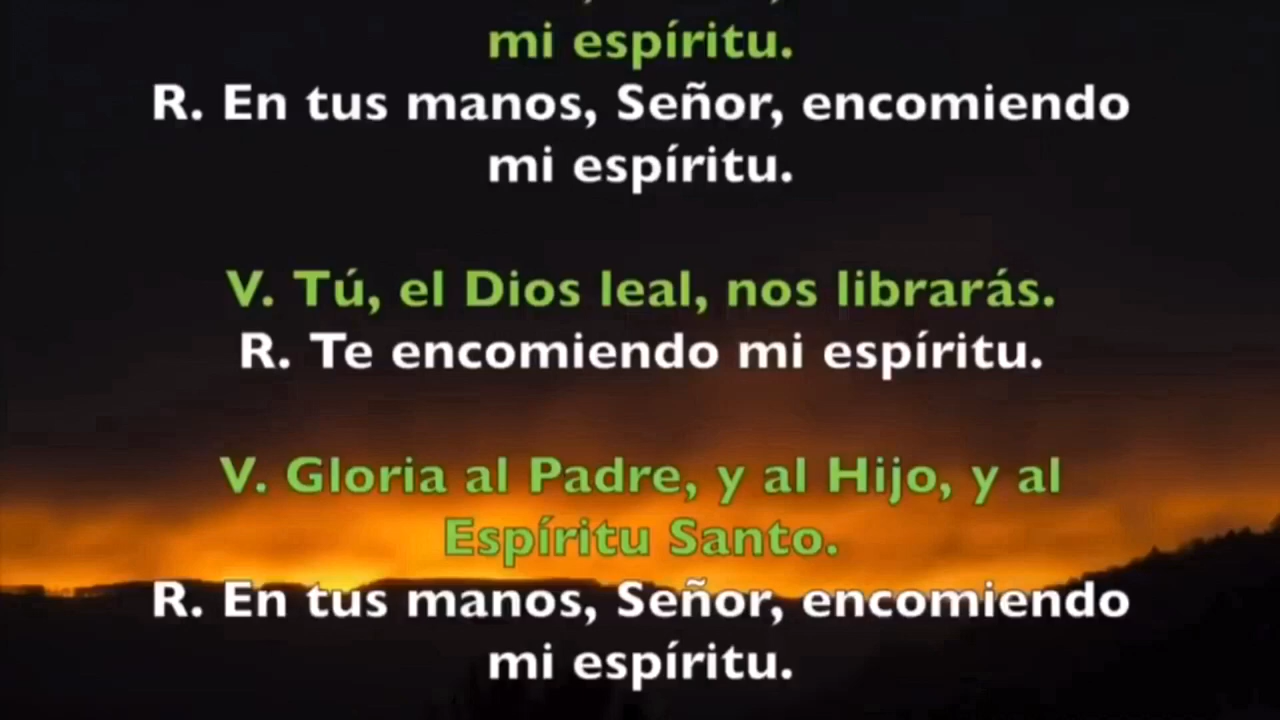 mi espíritu.
R. En tus manos, Señor, encomiendo
mi espíritu.
V. Tú, el Dios leal, nos librarás.
R. Te encomiendo mi espíritu.
V. Gloria al Padre, y al Hijo, y al
Espíritu Santo.
R. En tus manos, Señor, encomiendo
mi espíritu.